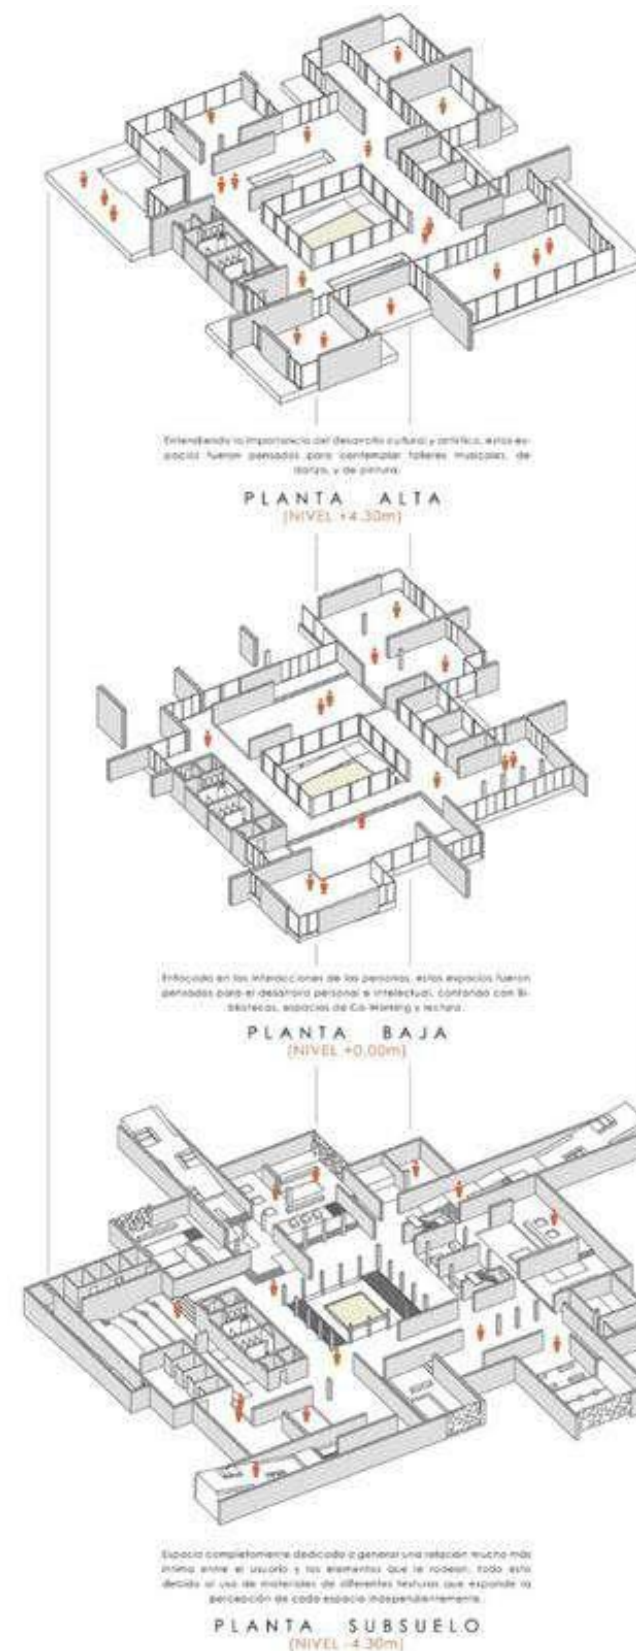 Entendiendo la importancia del desarrollo cultural y artístico, estos es-
pacios fueron pensados para contemplar talleres musicales, de
danza, y de pintura.
PLANTA ALTA
(NIVEL +4.30m)
Enfocada en las interacciones de las personas, estos espacios fueron
pensados para el desarrollo personal e intelectual, contando con Bi-
bliotecas, espacios de Co-Working y lectura.
PLANTA BAJA
(NIVEL +0.00m)
Espacio completamente dedicado a generar una relación mucho más
íntima entre el usuario y los elementos que le rodean, todo esto
debido al uso de materiales de diferentes texturas que expande la
percepción de cada espacio independientemente.
PLANTA SUBSUELO
(NIVEL -4.30m)